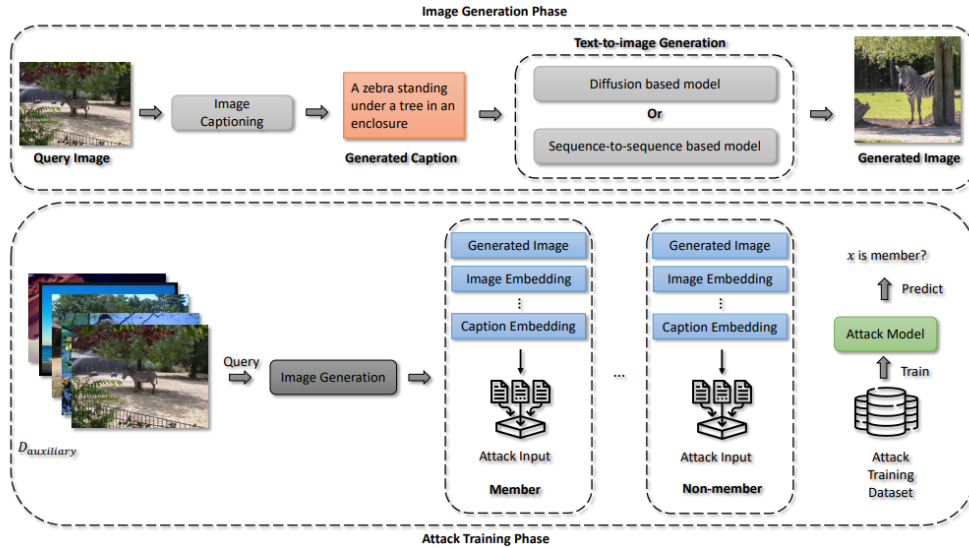 Image Generation Phase
Text-to-image Generation
Image
Captioning
A zebra standing
under a tree in an
enclosure
Diffusion based model
Or
Sequence-to-sequence based model
Query Image
Generated Caption
Generated Image
Generated Image
Image Embedding
⋮
Caption Embedding
Attack Input
Member
...
Generated Image
Image Embedding
⋮
Caption Embedding
Attack Input
Non-member
Query
Image Generation
D_auxiliary
x is member?
Predict
Attack Model
Train
Attack
Training
Dataset
Attack Training Phase